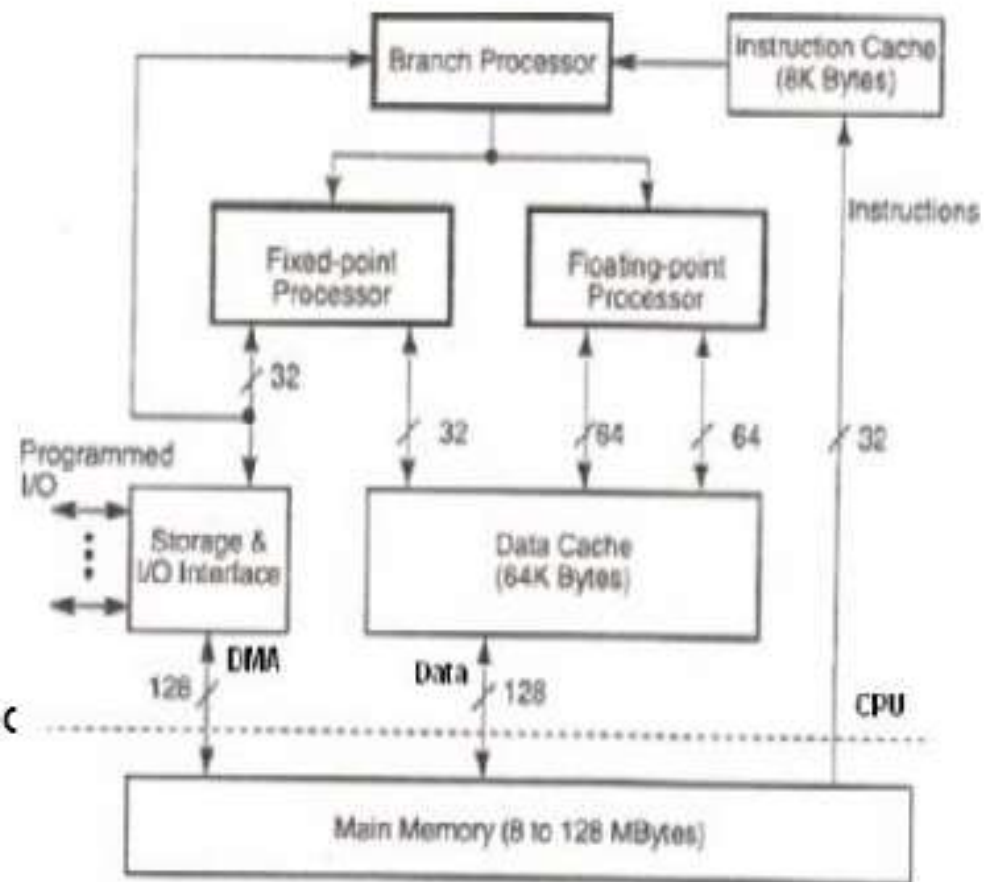 Branch Processor
Instruction Cache
(8K Bytes)
Instructions
Fixed-point
Processor
Floating-point
Processor
32
32
64
64
32
Programmed
I/O
Storage &
I/O Interface
Data Cache
(64K Bytes)
DMA
128
Data
128
C
CPU
Main Memory (8 to 128 MBytes)